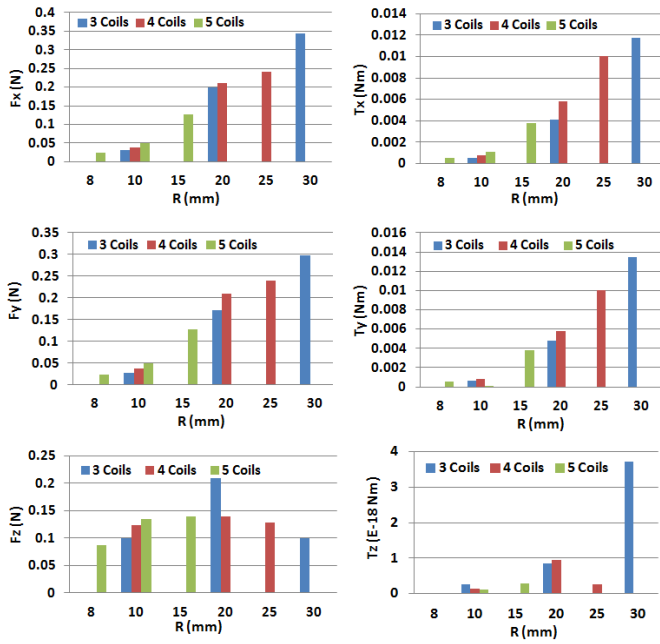 0.4
0.35
0.3
0.25
0.2
0.15
0.1
0.05
0
Fx (N)
3 Coils 4 Coils 5 Coils
8 10 15 20 25 30
R (mm)
0.014
0.012
0.01
0.008
0.006
0.004
0.002
0
Tx (Nm)
3 Coils 4 Coils 5 Coils
8 10 15 20 25 30
R (mm)
0.35
0.3
0.25
0.2
0.15
0.1
0.05
0
Fy (N)
3 Coils 4 Coils 5 Coils
8 10 15 20 25 30
R (mm)
0.016
0.014
0.012
0.01
0.008
0.006
0.004
0.002
0
Ty (Nm)
3 Coils 4 Coils 5 Coils
8 10 15 20 25 30
R (mm)
0.25
0.2
0.15
0.1
0.05
0
Fz (N)
3 Coils 4 Coils 5 Coils
8 10 15 20 25 30
R (mm)
4
3
2
1
0
Tz (E-18 Nm)
3 Coils 4 Coils 5 Coils
8 10 15 20 25 30
R (mm)